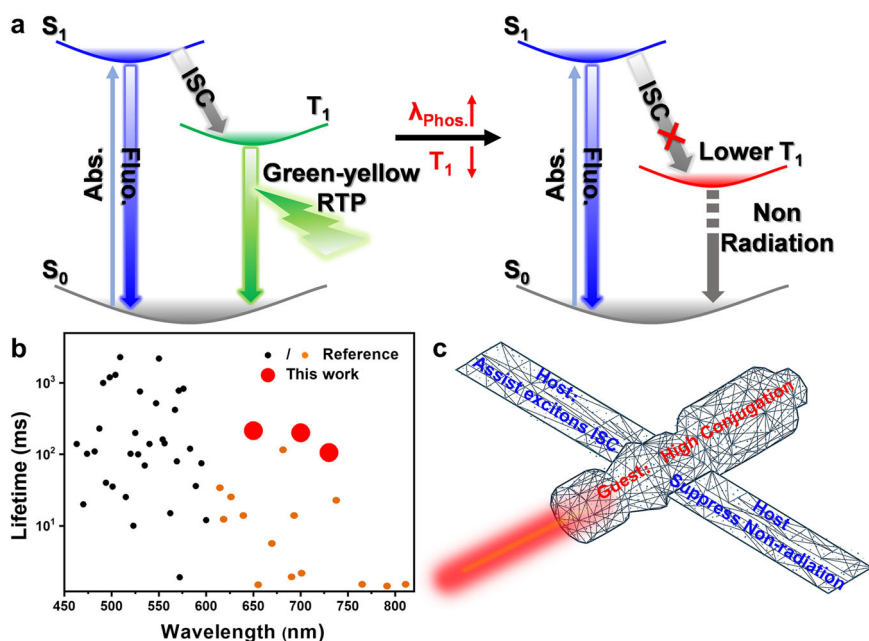 a
S₁
ISC
T₁
Abs.
Fluo.
Green-yellow
RTP
S₀
λPhos.
T₁
S₁
ISC
Lower T₁
Abs.
Fluo.
Non
Radiation
S₀
b
Lifetime (ms)
10³
10²
10¹
/ Reference
This work
450 500 550 600 650 700 750 800
Wavelength (nm)
c
Host:
Assist excitons ISC
Guest: High Conjugation
Host
Suppress Non-radiation